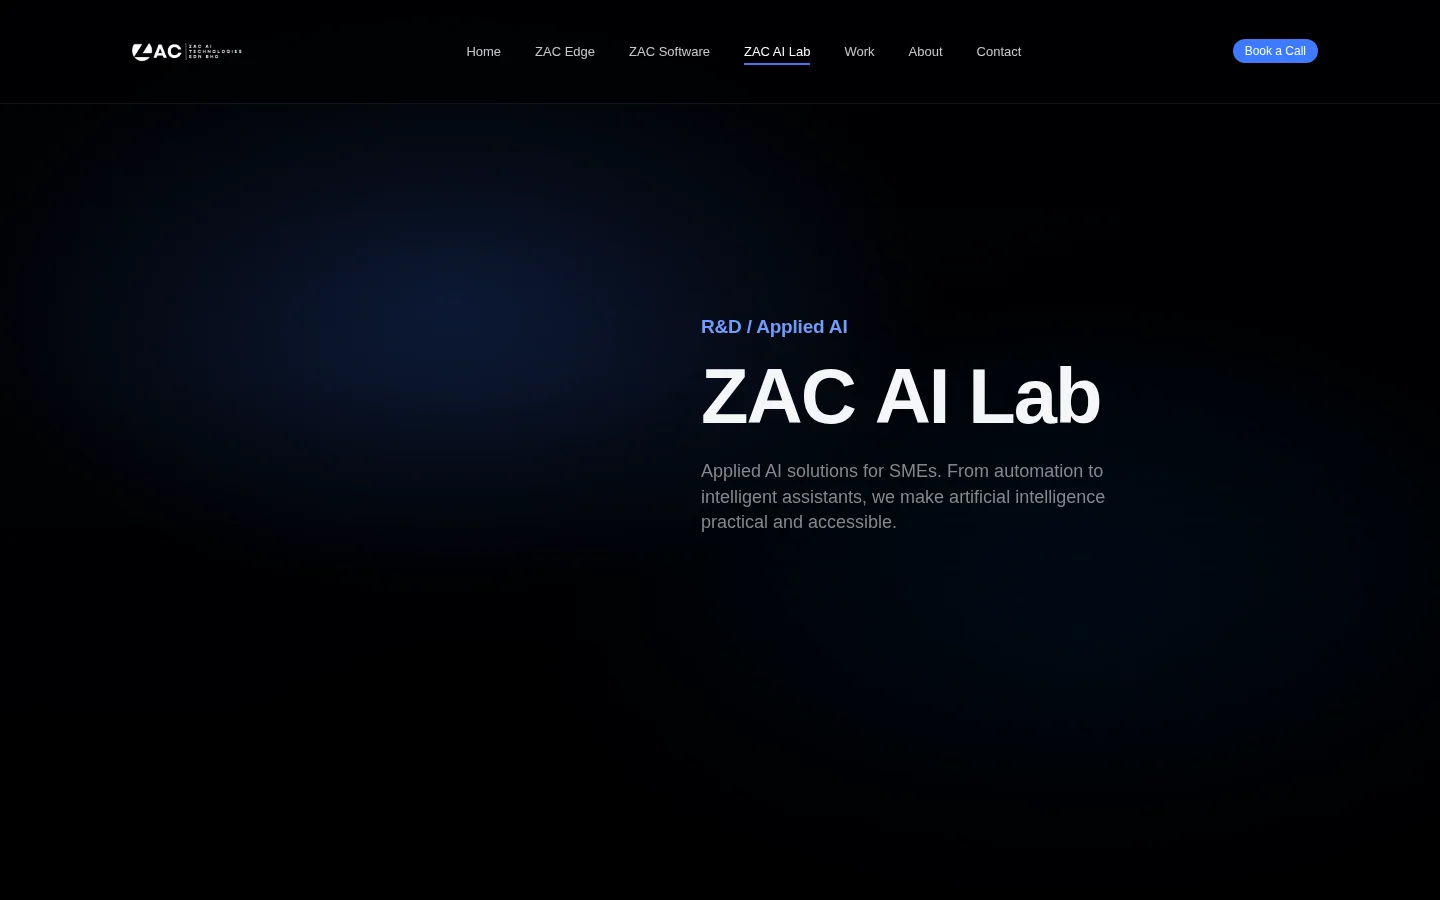 ZAC
ZAC AI
TECHNOLOGIES
SDN BHD
Home
ZAC Edge
ZAC Software
ZAC AI Lab
Work
About
Contact
Book a Call
R&D / Applied AI
ZAC AI Lab
Applied AI solutions for SMEs. From automation to
intelligent assistants, we make artificial intelligence
practical and accessible.